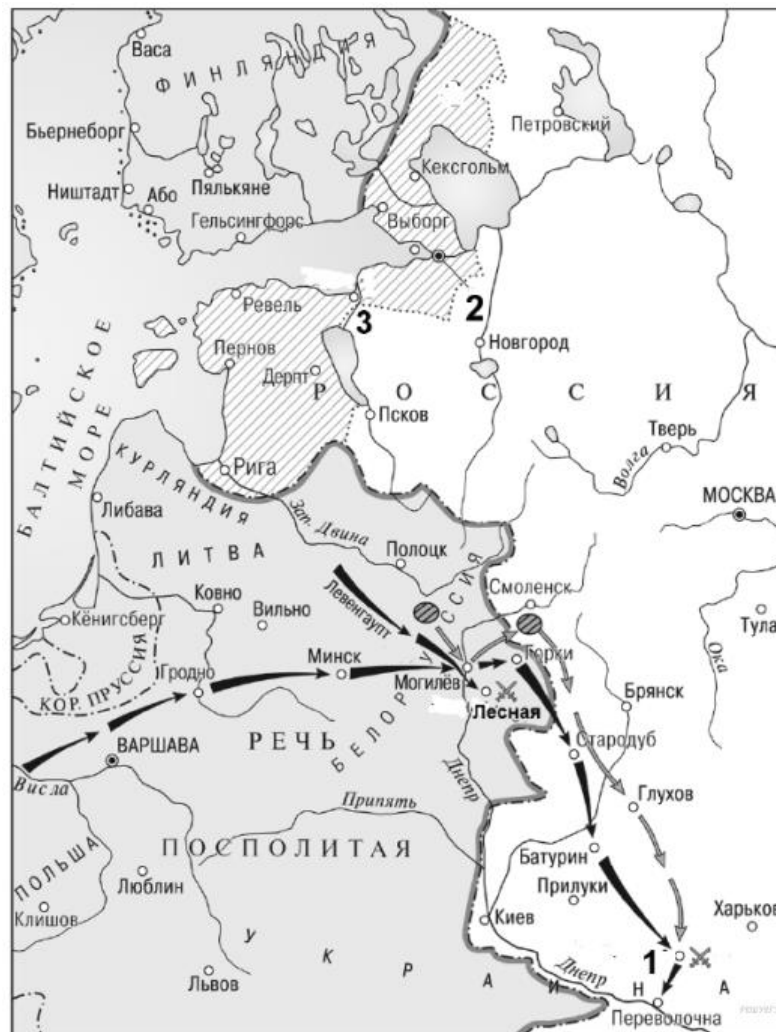 Васа
ФИНЛЯНДИЯ
Петровский
Бьернеборг
Кексгольм
Ништадт
Або
Пялькяне
Гельсингфорс
Выборг
2
Ревель
3
Новгород
Пернов
Дерпт
РОССИЯ
БАЛТИЙСКОЕ
МОРЕ
Псков
Тверь
Волга
Рига
КУРЛЯНДИЯ
МОСКВА
Либава
Зап. Двина
ЛИТВА
Полоцк
Смоленск
Левенгаупт
Ковно
Вильно
Кёнигсберг
Тула
Ока
Горки
Минск
Могилёв
БЕЛОРУССИЯ
КОР. ПРУССИЯ
Гродно
Лесная
Брянск
ВАРШАВА
РЕЧЬ
Стародуб
Висла
Днепр
Глухов
Припять
ПОСПОЛИТАЯ
ПОЛЬША
Батурин
Люблин
Прилуки
Клишов
Киев
Харьков
1
УКРАИНА
Днепр
Львов
Переволочна